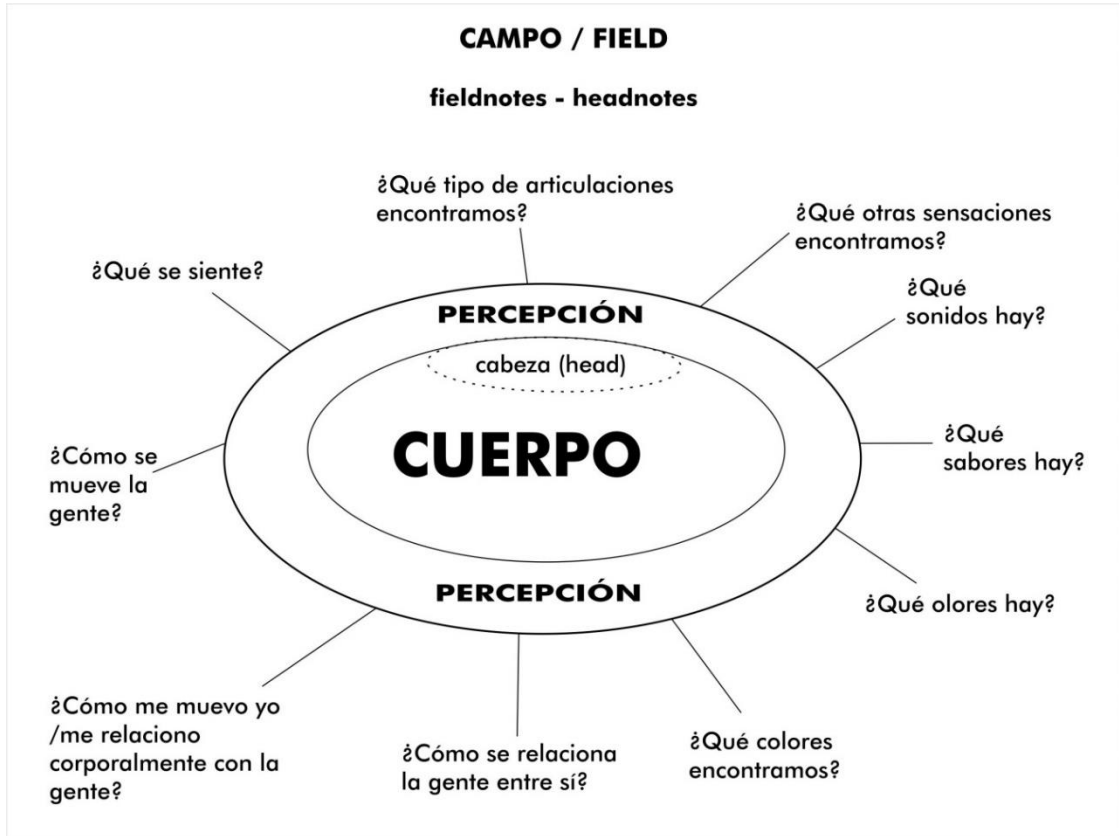 CAMPO / FIELD
fieldnotes - headnotes
¿Qué tipo de articulaciones
encontramos?
¿Qué otras sensaciones
encontramos?
¿Qué se siente?
¿Qué
sonidos hay?
PERCEPCIÓN
cabeza (head)
CUERPO
¿Qué
sabores hay?
¿Cómo se
mueve la
gente?
PERCEPCIÓN
¿Qué olores hay?
¿Cómo me muevo yo
/me relaciono
corporalmente con la
gente?
¿Cómo se relaciona
la gente entre sí?
¿Qué colores
encontramos?